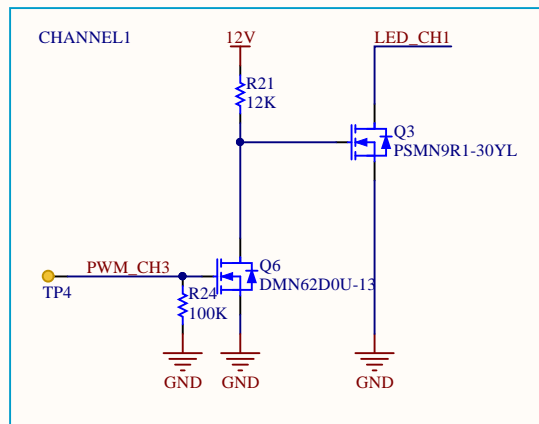 CHANNEL1
12V
LED_CH1
R21
12K
Q3
PSMN9R1-30YL
PWM_CH3
Q6
DMN62D0U-13
TP4
R24
100K
GND
GND
GND